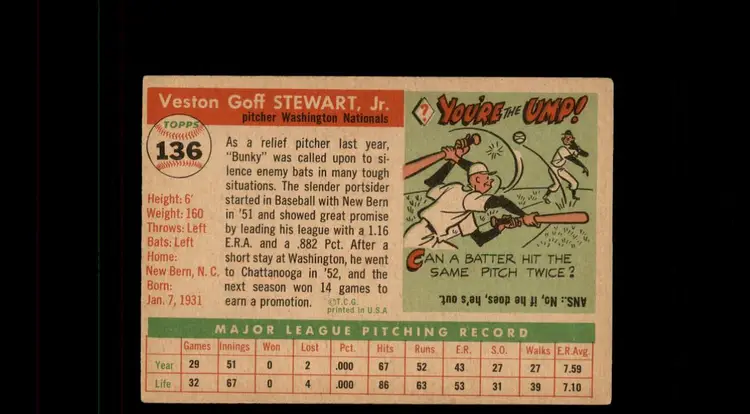 Veston Goff STEWART, Jr.
pitcher Washington Nationals
TOPPS
136
Height: 6'
Weight: 160
Throws: Left
Bats: Left
Home:
New Bern, N. C.
Born:
Jan. 7, 1931
As a relief pitcher last year,
"Bunky" was called upon to si-
lence enemy bats in many tough
situations. The slender portsider
started in Baseball with New Bern
in '51 and showed great promise
by leading his league with a 1.16
E.R.A. and a .882 Pct. After a
short stay at Washington, he went
to Chattanooga in '52, and the
next season won 14 games to
earn a promotion.
©T.C.G.
printed in U.S.A
? YOU'RE THE UMP!
CAN A BATTER HIT THE
SAME PITCH TWICE?
ANS.: No, if he does, he's out.
MAJOR LEAGUE PITCHING RECORD
Games Innings Won Lost Pct. Hits Runs E.R. S.O. Walks E.R.Avg.
Year 29 51 0 2 .000 67 52 43 27 27 7.59
Life 32 67 0 4 .000 86 63 53 31 39 7.10